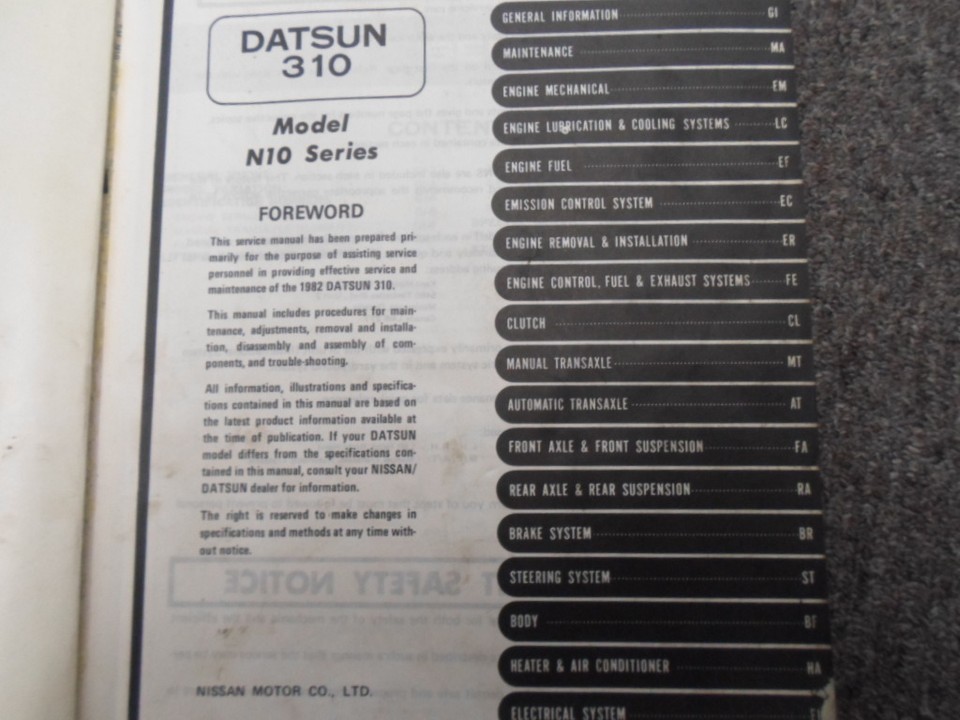 DATSUN
310
Model
N10 Series
FOREWORD
This service manual has been prepared pri-
marily for the purpose of assisting service
personnel in providing effective service and
maintenance of the 1982 DATSUN 310.
This manual includes procedures for main-
tenance, adjustments, removal and installa-
tion, disassembly and assembly of com-
ponents, and trouble-shooting.
All information, illustrations and specifica-
tions contained in this manual are based on
the latest product information available at
the time of publication. If your DATSUN
model differs from the specifications con-
tained in this manual, consult your NISSAN/
DATSUN dealer for information.
The right is reserved to make changes in
specifications and methods at any time with-
out notice.
NISSAN MOTOR CO., LTD.
GENERAL INFORMATION GI
MAINTENANCE MA
ENGINE MECHANICAL EM
ENGINE LUBRICATION & COOLING SYSTEMS LC
ENGINE FUEL EF
EMISSION CONTROL SYSTEM EC
ENGINE REMOVAL & INSTALLATION ER
ENGINE CONTROL, FUEL & EXHAUST SYSTEMS FE
CLUTCH CL
MANUAL TRANSAXLE MT
AUTOMATIC TRANSAXLE AT
FRONT AXLE & FRONT SUSPENSION FA
REAR AXLE & REAR SUSPENSION RA
BRAKE SYSTEM BR
STEERING SYSTEM ST
BODY BF
HEATER & AIR CONDITIONER HA
ELECTRICAL SYSTEM
SAFETY NOTICE